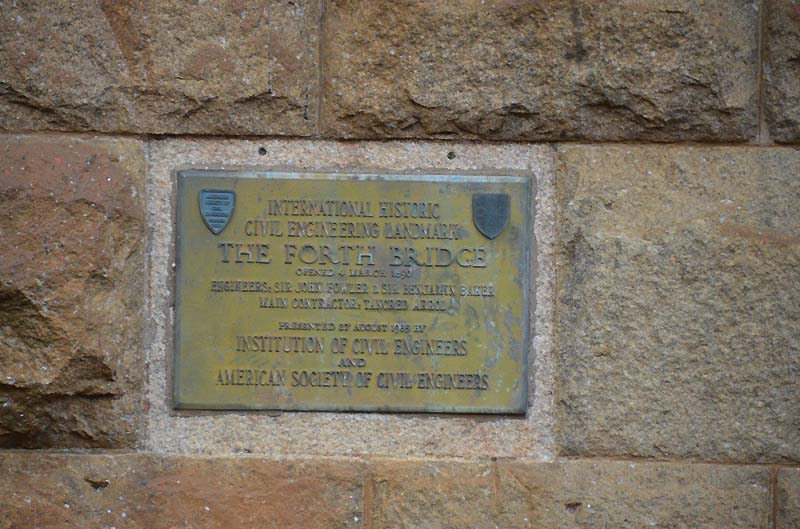 INTERNATIONAL HISTORIC
CIVIL ENGINEERING LANDMARK
THE FORTH BRIDGE
OPENED 4 MARCH 1890
ENGINEERS: SIR JOHN FOWLER & SIR BENJAMIN BAKER
MAIN CONTRACTOR: TANCRED ARROL
PRESENTED 27 AUGUST 1985 BY
INSTITUTION OF CIVIL ENGINEERS
AND
AMERICAN SOCIETY OF CIVIL ENGINEERS